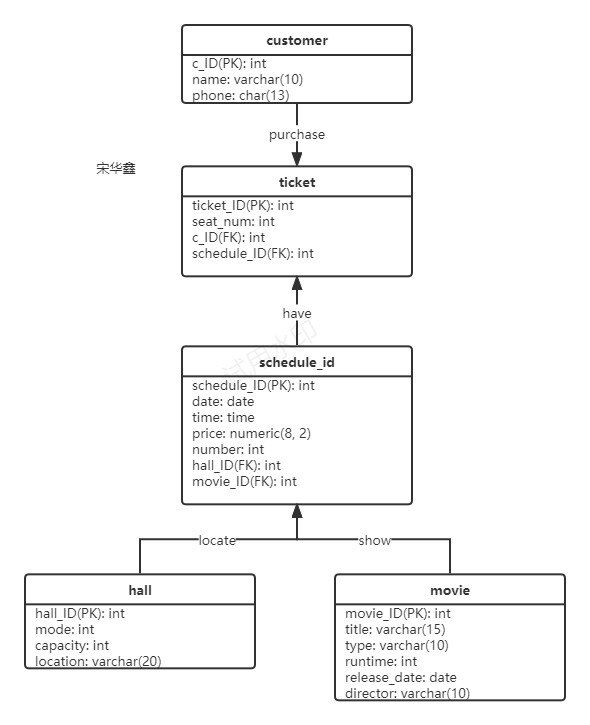 customer
c_ID(PK): int
name: varchar(10)
phone: char(13)
purchase
宋华鑫
ticket
ticket_ID(PK): int
seat_num: int
c_ID(FK): int
schedule_ID(FK): int
have
试用水印
schedule_id
schedule_ID(PK): int
date: date
time: time
price: numeric(8, 2)
number: int
hall_ID(FK): int
movie_ID(FK): int
locate
show
hall
hall_ID(PK): int
mode: int
capacity: int
location: varchar(20)
movie
movie_ID(PK): int
title: varchar(15)
type: varchar(10)
runtime: int
release_date: date
director: varchar(10)